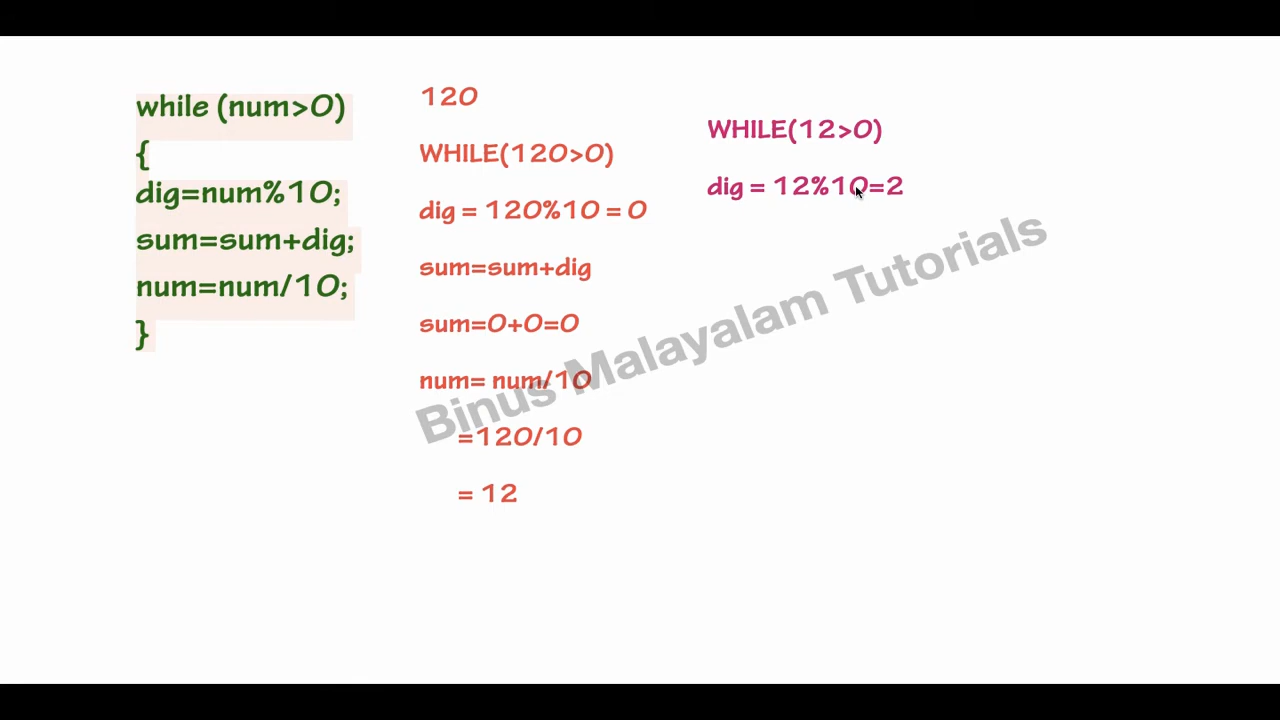 while (num>0)
{
dig=num%10;
sum=sum+dig;
num=num/10;
}
120
WHILE(120>0)
dig = 120%10 = 0
sum=sum+dig
sum=0+0=0
num= num/10
=120/10
= 12
WHILE(12>0)
dig = 12%10=2
Binus Malayalam Tutorials